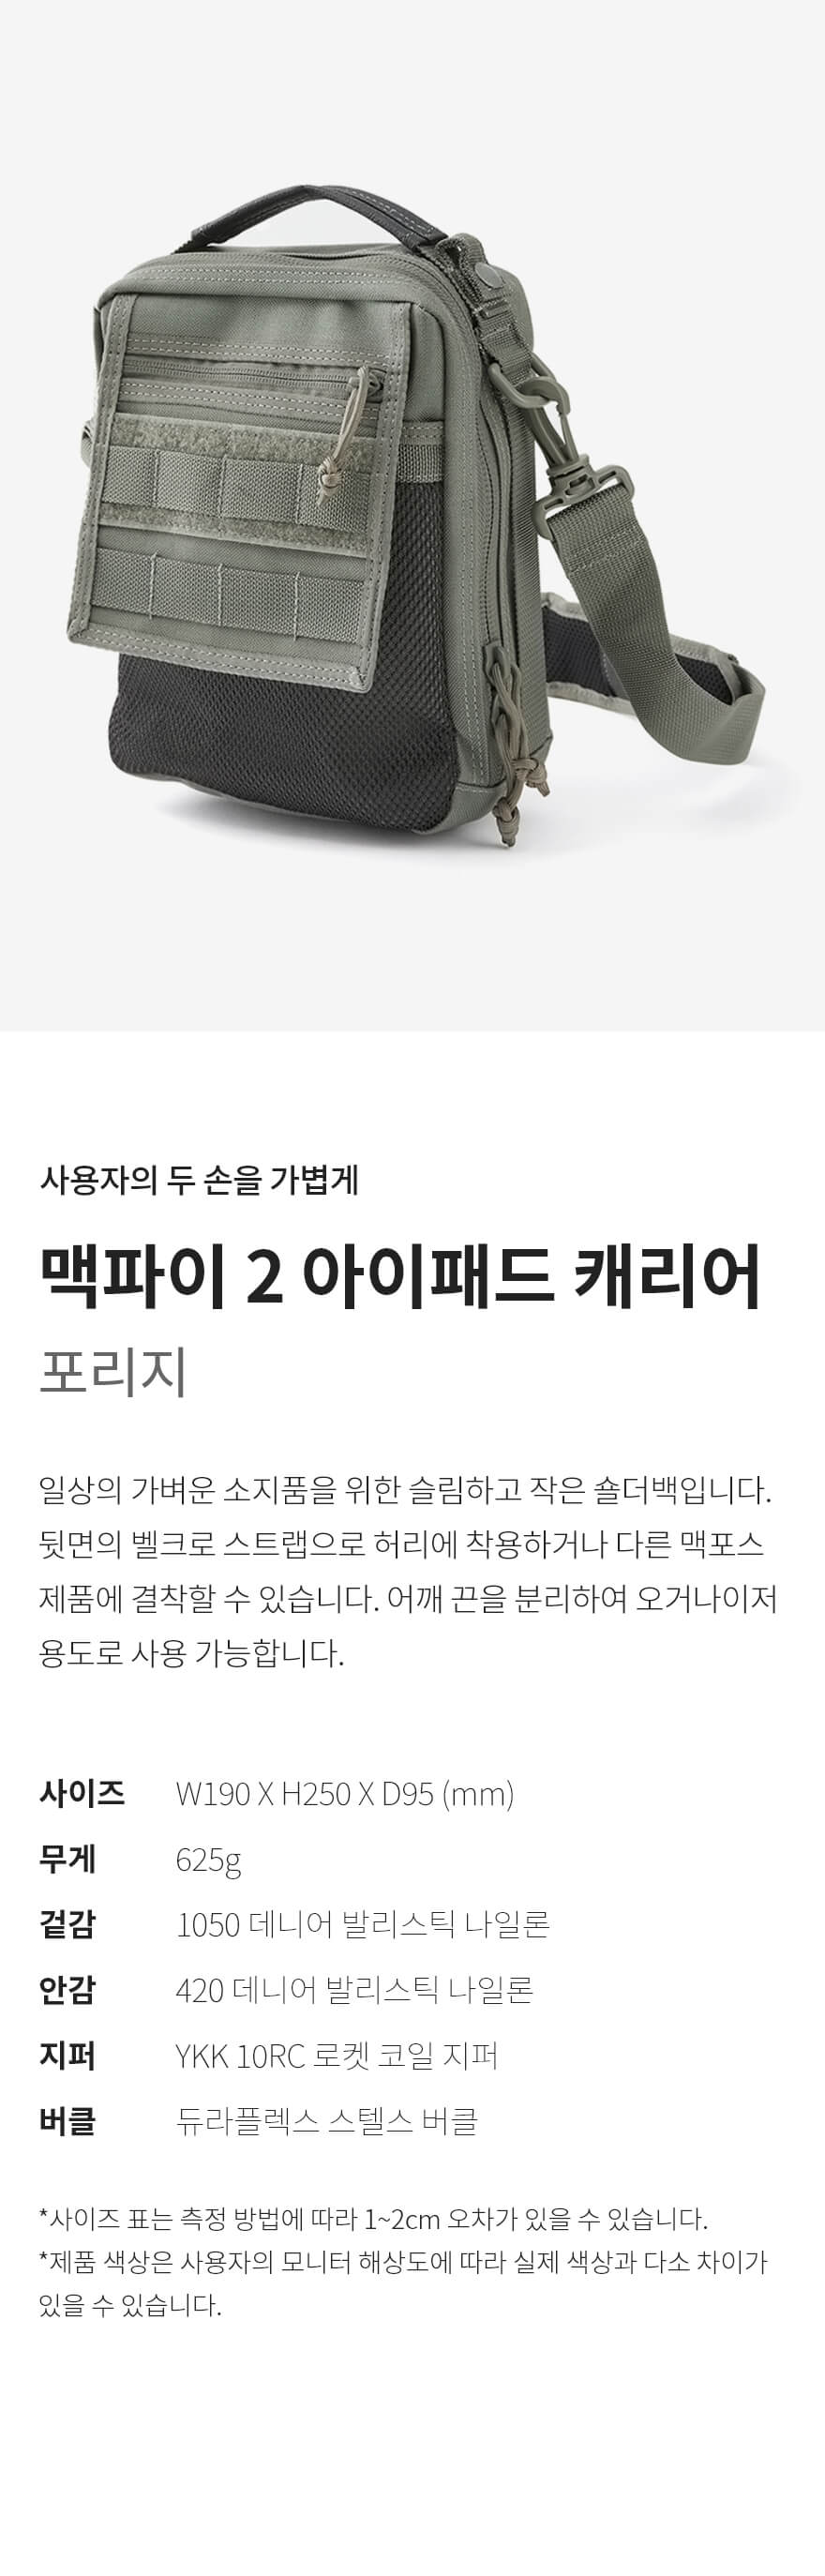 사용자의 두 손을 가볍게
맥파이 2 아이패드 캐리어
포리지
일상의 가벼운 소지품을 위한 슬림하고 작은 숄더백입니다.
뒷면의 벨크로 스트랩으로 허리에 착용하거나 다른 맥포스
제품에 결착할 수 있습니다. 어깨 끈을 분리하여 오거나이저
용도로 사용 가능합니다.
사이즈 W190 X H250 X D95 (mm)
무게 625g
겉감 1050 데니어 발리스틱 나일론
안감 420 데니어 발리스틱 나일론
지퍼 YKK 10RC 로켓 코일 지퍼
버클 듀라플렉스 스텔스 버클
*사이즈 표는 측정 방법에 따라 1~2cm 오차가 있을 수 있습니다.
*제품 색상은 사용자의 모니터 해상도에 따라 실제 색상과 다소 차이가
있을 수 있습니다.